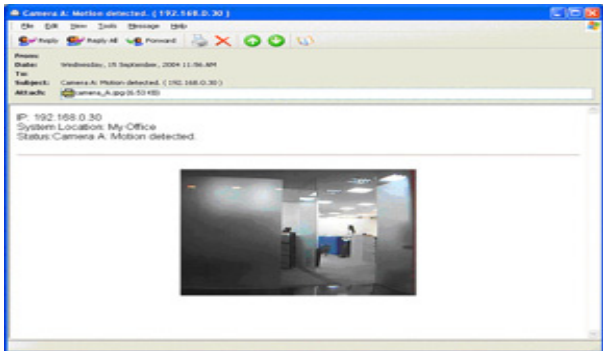 Camera A: Motion detected. ( 192.168.0.30 )
File Edit View Tools Message Help
Reply Reply All Forward
From:
Date: Wednesday, 15 September, 2004 11:56 AM
To:
Subject: Camera A: Motion detected. ( 192.168.0.30 )
Attach: camera_A.jpg (6.53 KB)
IP: 192.168.0.30
System Location: My Office
Status:Camera A: Motion detected.